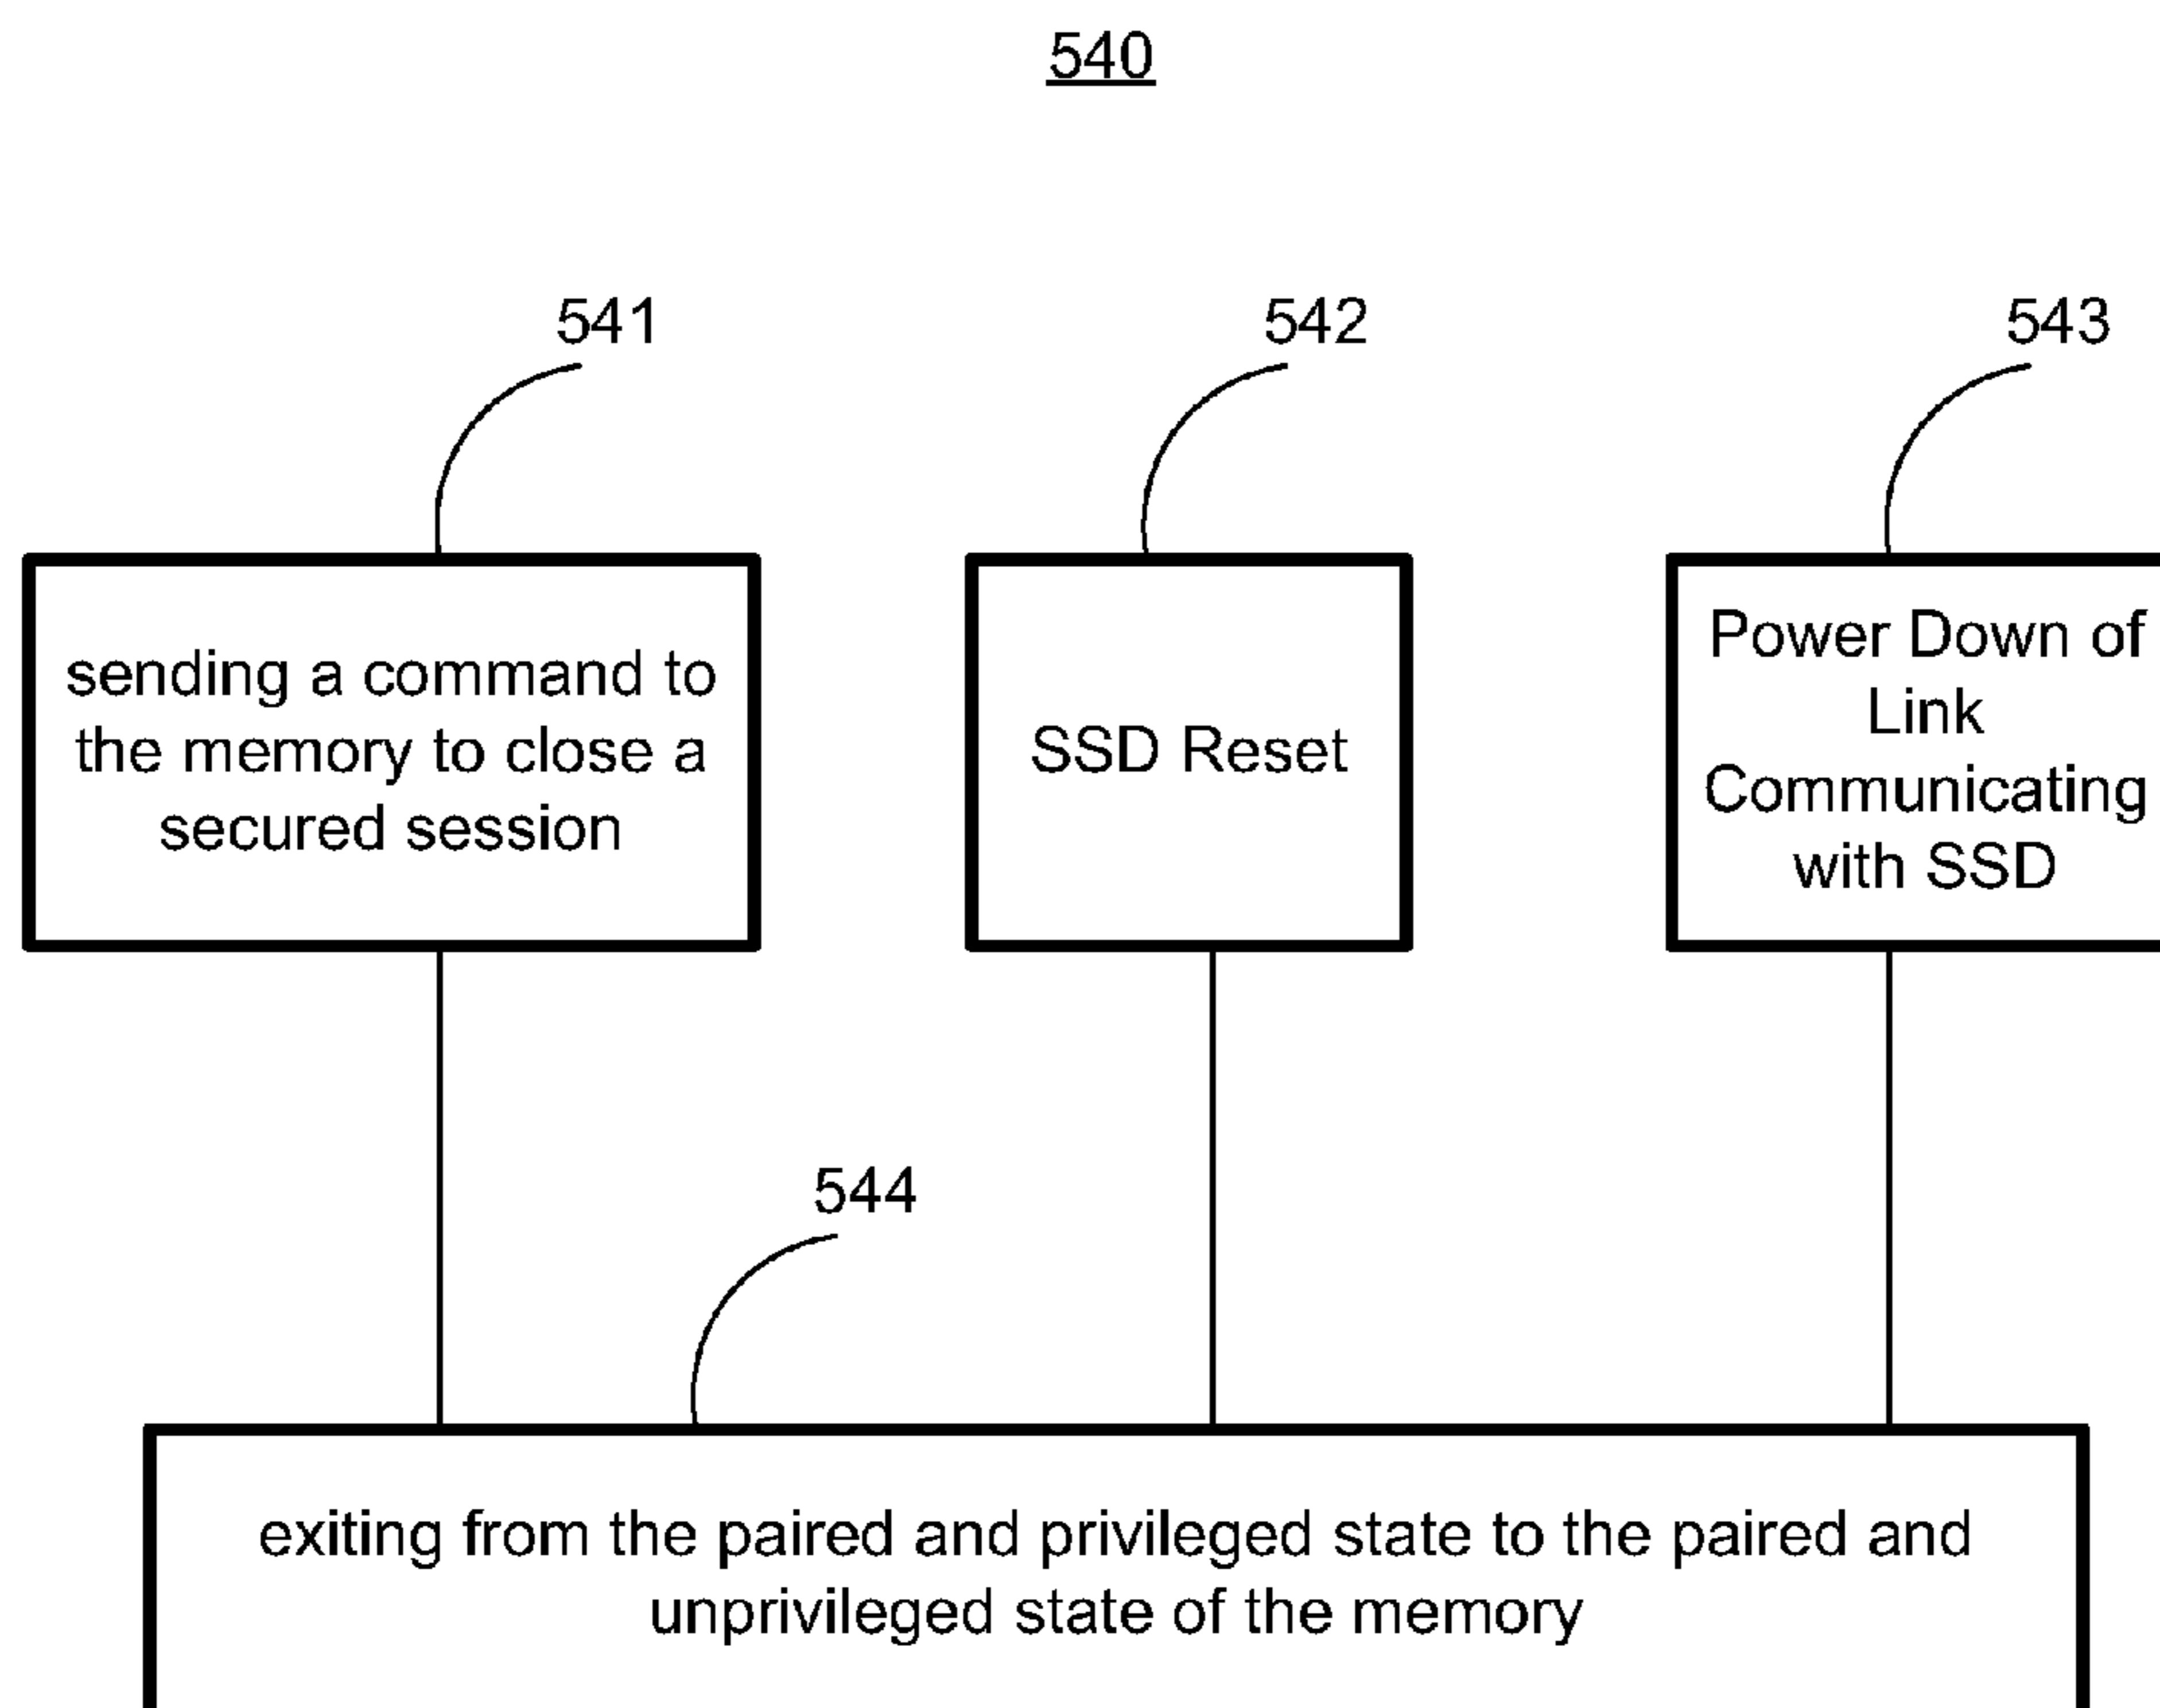 540
541
542
543
sending a command to
the memory to close a
secured session
SSD Reset
Power Down of
Link
Communicating
with SSD
544
exiting from the paired and privileged state to the paired and
unprivileged state of the memory